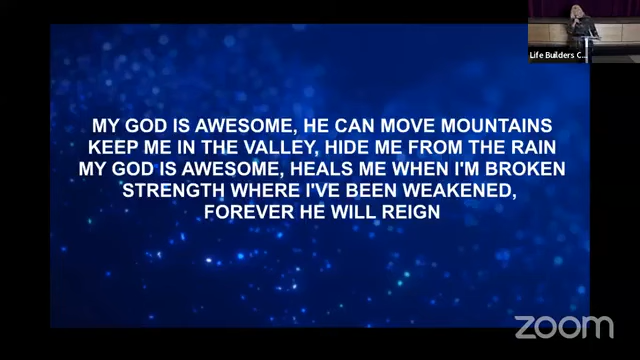 Life Builders C...
MY GOD IS AWESOME, HE CAN MOVE MOUNTAINS
KEEP ME IN THE VALLEY, HIDE ME FROM THE RAIN
MY GOD IS AWESOME, HEALS ME WHEN I'M BROKEN
STRENGTH WHERE I'VE BEEN WEAKENED,
FOREVER HE WILL REIGN
zoom